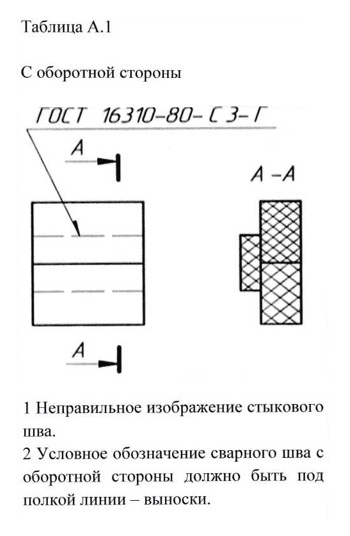 Таблица А.1
С оборотной стороны
ГОСТ 16310-80- С 3- Г
А
А -А
А
1 Неправильное изображение стыкового
шва.
2 Условное обозначение сварного шва с
оборотной стороны должно быть под
полкой линии – выноски.